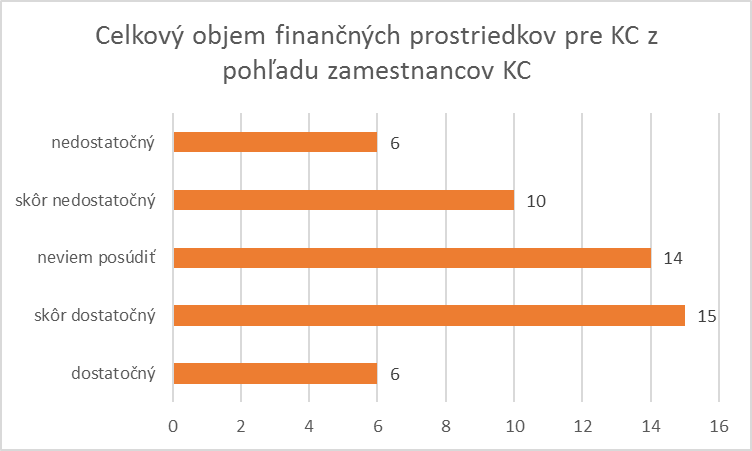 Celkový objem finančných prostriedkov pre KC z
pohľadu zamestnancov KC
nedostatočný 6
skôr nedostatočný 10
neviem posúdiť 14
skôr dostatočný 15
dostatočný 6
0 2 4 6 8 10 12 14 16